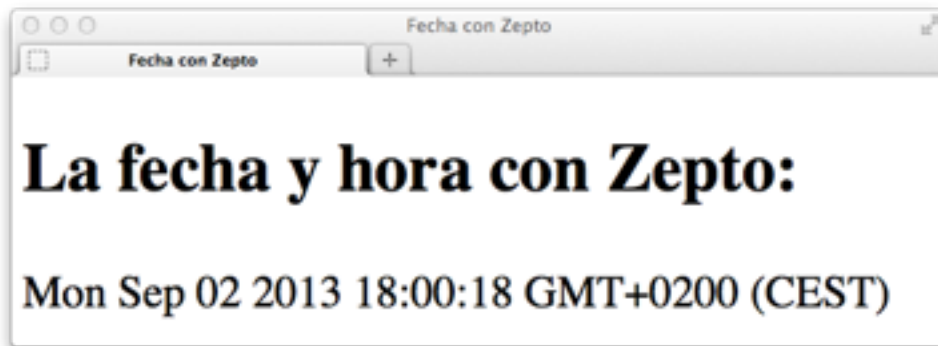 Fecha con Zepto
Fecha con Zepto
La fecha y hora con Zepto:
Mon Sep 02 2013 18:00:18 GMT+0200 (CEST)